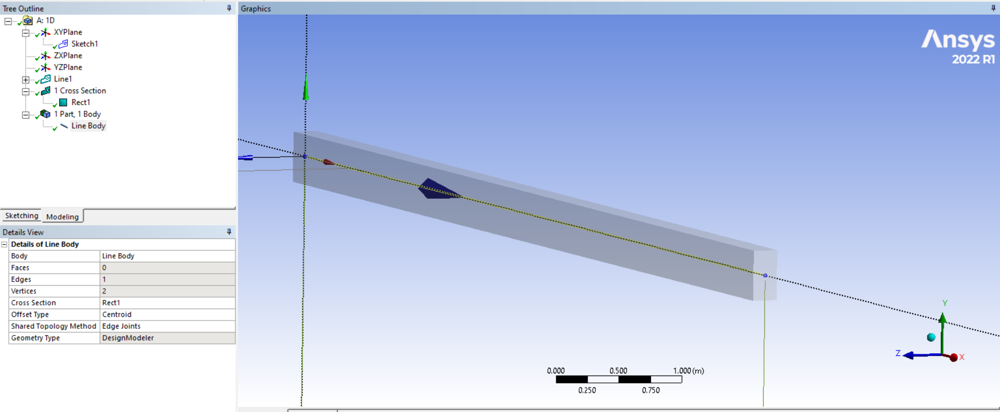 Tree Outline
A: 1D
XYPlane
Sketch1
ZXPlane
YZPlane
Line1
1 Cross Section
Rect1
1 Part, 1 Body
Line Body
Sketching Modeling
Details View
Details of Line Body
Body Line Body
Faces 0
Edges 1
Vertices 2
Cross Section Rect1
Offset Type Centroid
Shared Topology Method Edge Joints
Geometry Type DesignModeler
Graphics
Ansys
2022 R1
Y
Z
X
0.000 0.500 1.000 (m)
0.250 0.750